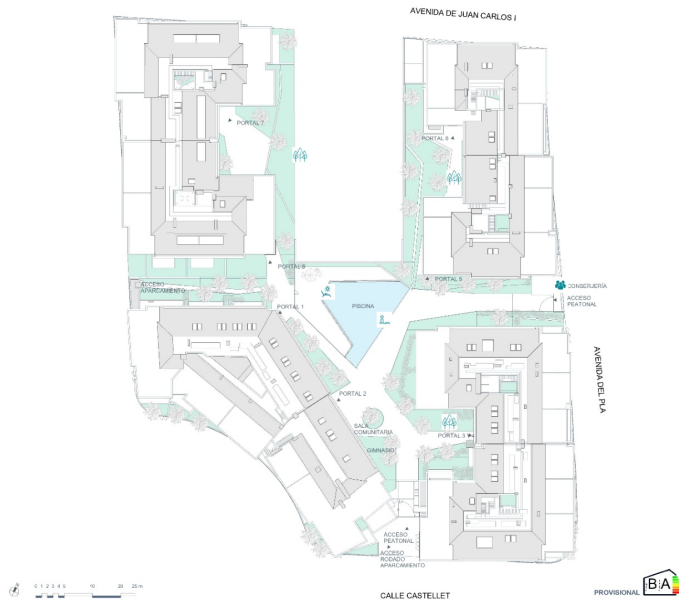 AVENIDA DE JUAN CARLOS I
PORTAL 7
PORTAL 6
PORTAL 8
PORTAL 5
ACCESO
APARCAMIENTO
CONSERJERÍA
ACCESO
PEATONAL
PISCINA
PORTAL 1
AVENIDA DEL PLA
PORTAL 2
SALA
COMUNITARIA
PORTAL 3
GIMNASIO
ACCESO
PEATONAL
ACCESO
RODADO
APARCAMIENTO
0 1 2 3 4 5 10 20 25 m
CALLE CASTELLET
PROVISIONAL
B A